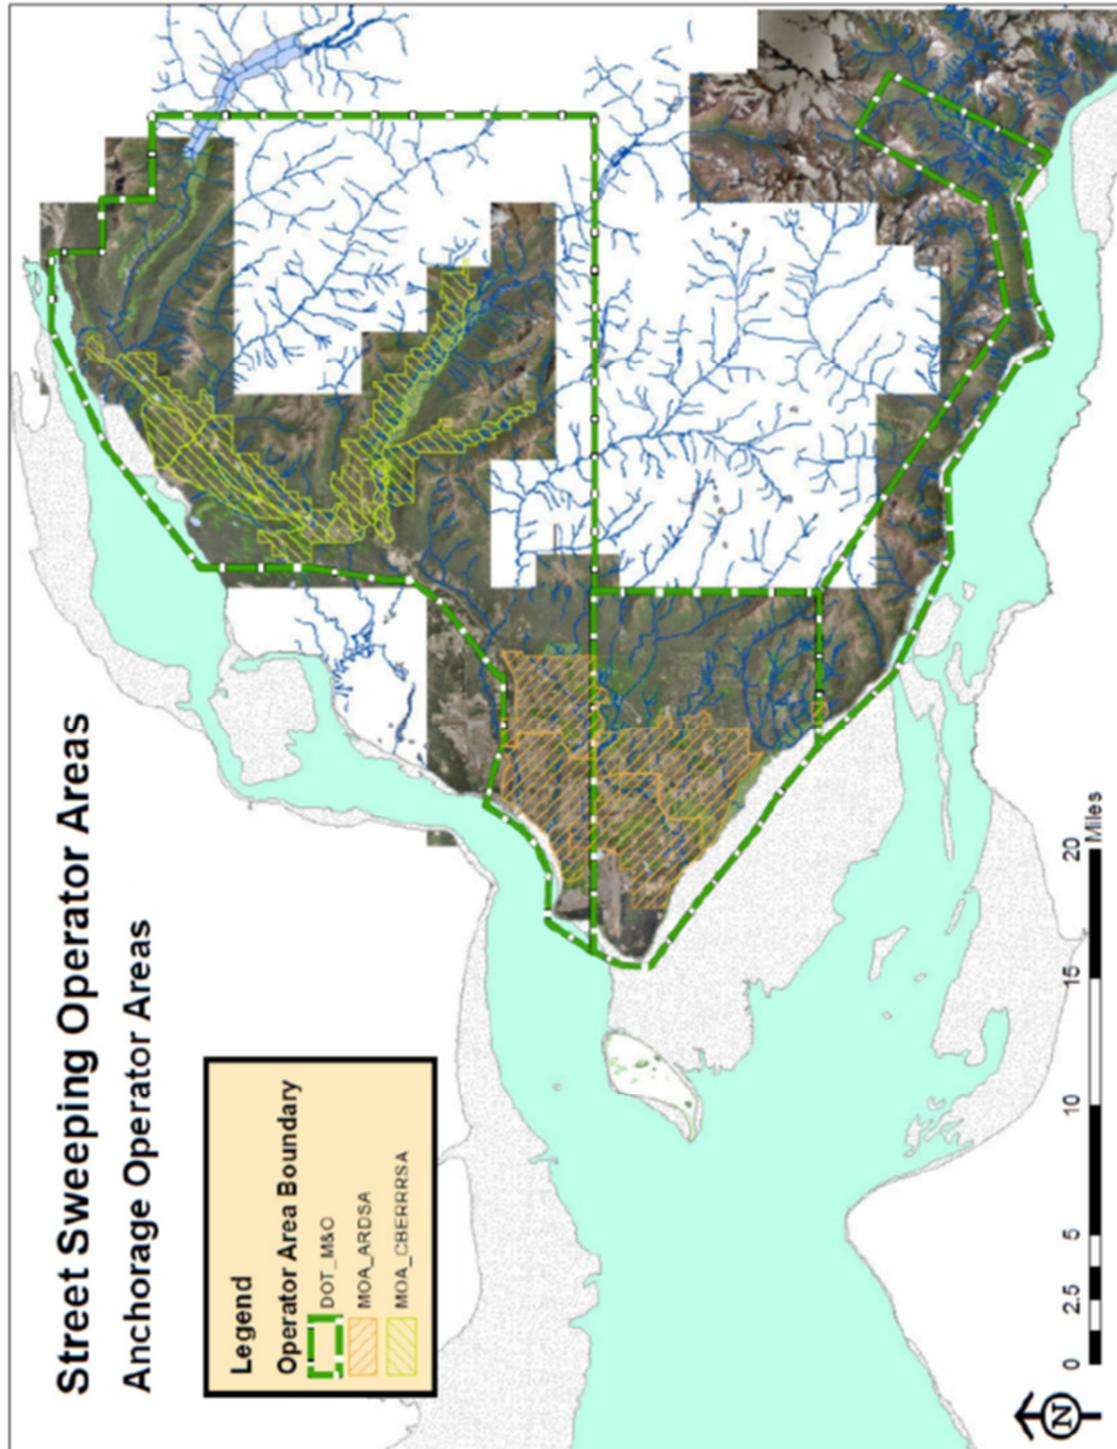 Street Sweeping Operator Areas
Anchorage Operator Areas
Legend
Operator Area Boundary
DOT_M&O
MOA_ARDSA
MOA_CBERRRSA
N
0 2.5 5 10 15 20
Miles